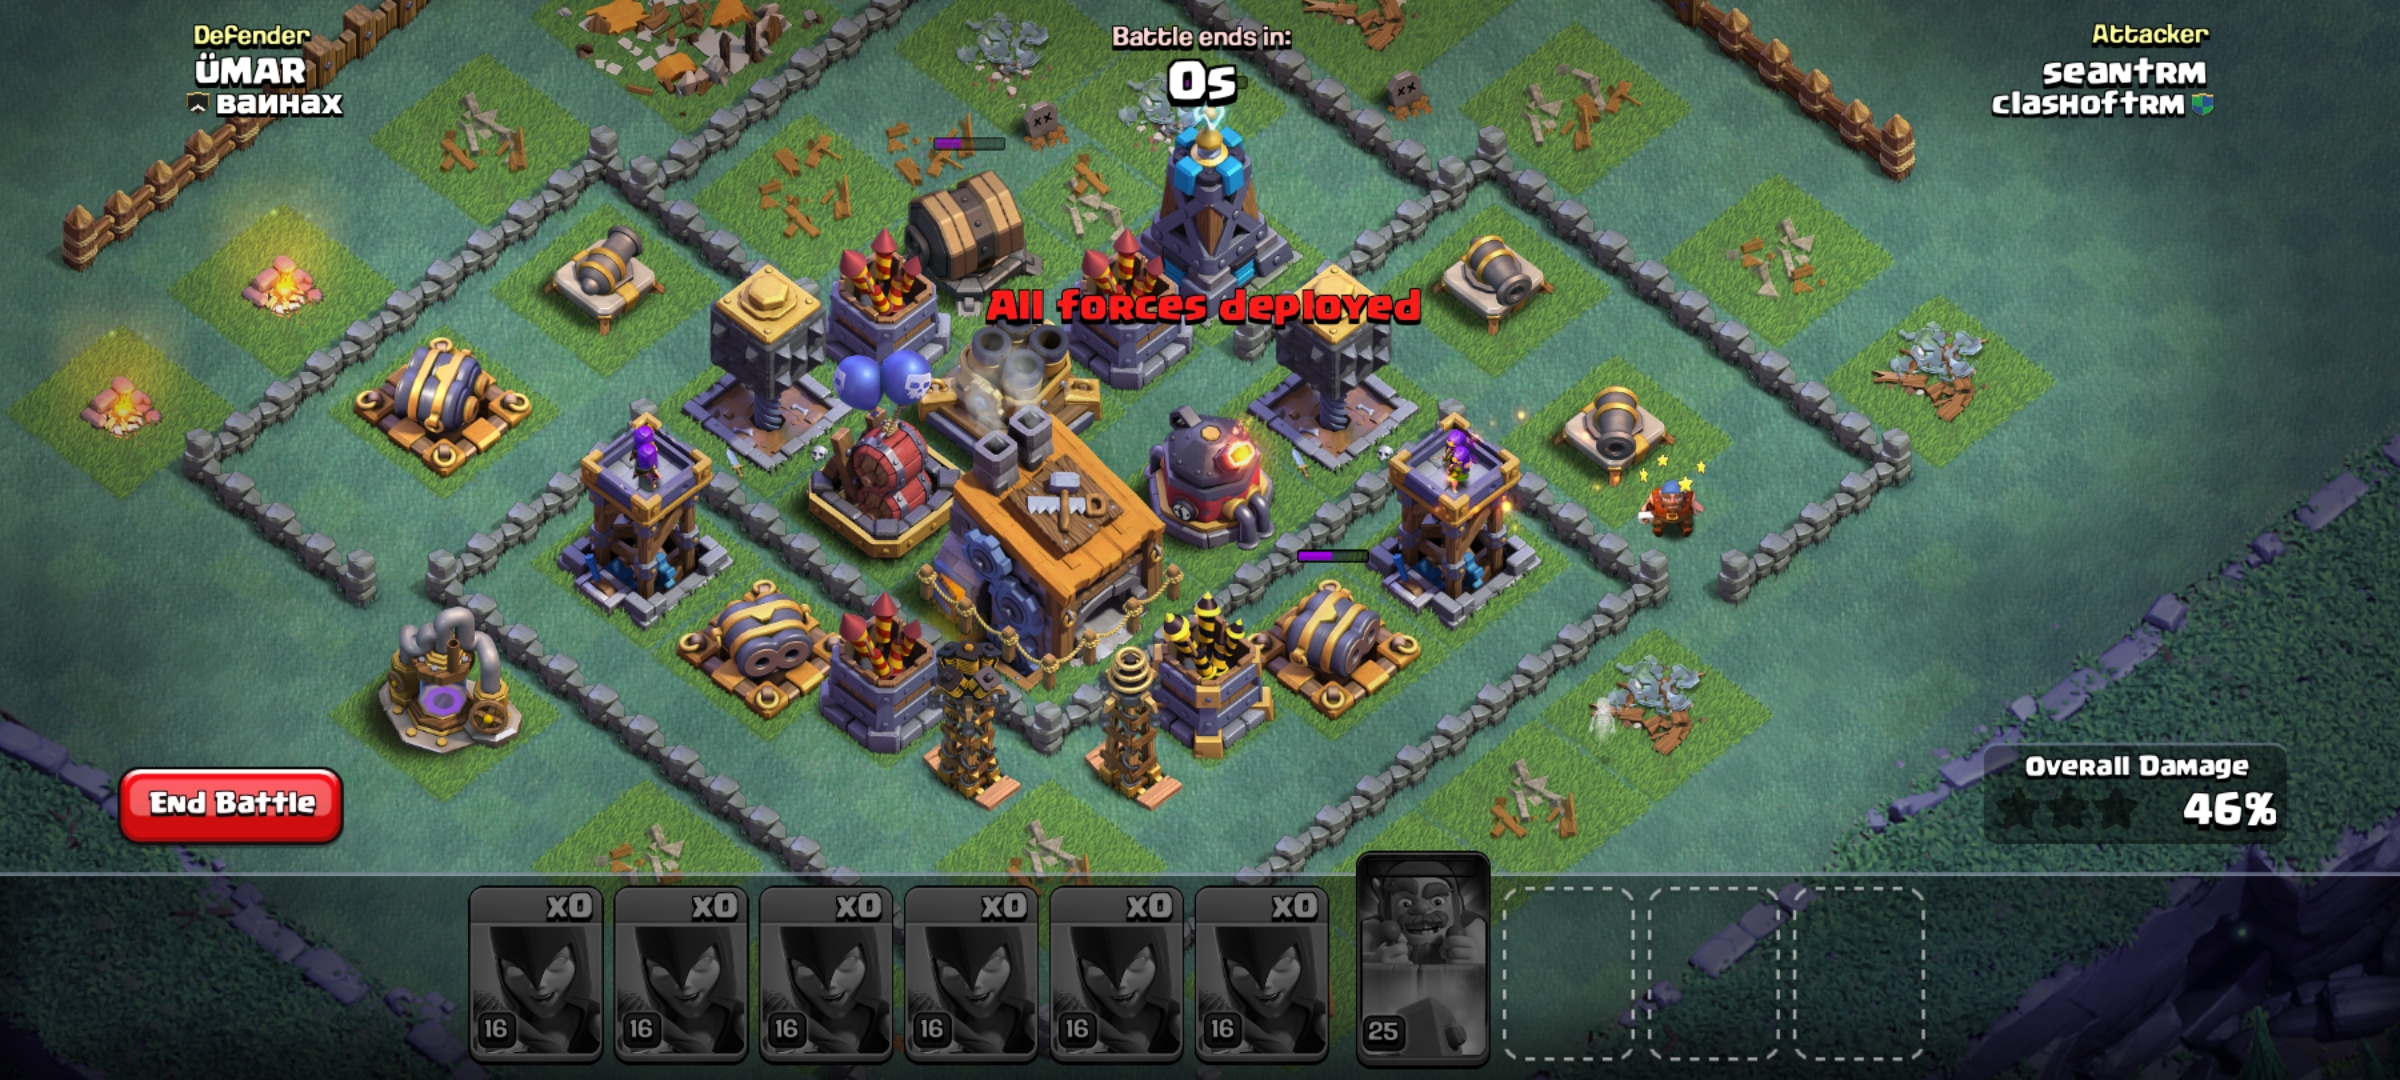 Defender
ÜMAR
ваинах
Battle ends in:
0s
Attacker
seantRM
clashoftRM
All forces deployed
End Battle
Overall Damage
46%
x0
x0
x0
x0
x0
x0
16
16
16
16
16
16
25